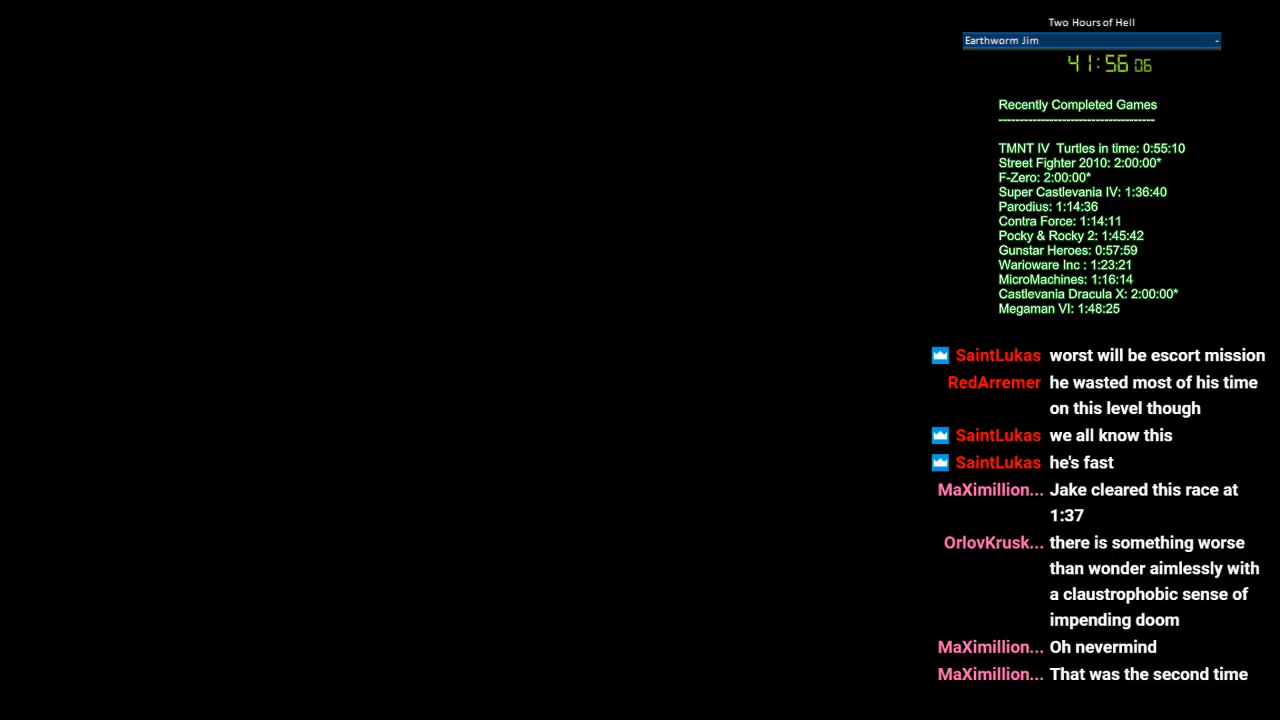 Two Hours of Hell
Earthworm Jim -
41:56 06
Recently Completed Games
------------------------------------
TMNT IV Turtles in time: 0:55:10
Street Fighter 2010: 2:00:00*
F-Zero: 2:00:00*
Super Castlevania IV: 1:36:40
Parodius: 1:14:36
Contra Force: 1:14:11
Pocky & Rocky 2: 1:45:42
Gunstar Heroes: 0:57:59
Warioware Inc : 1:23:21
MicroMachines: 1:16:14
Castlevania Dracula X: 2:00:00*
Megaman VI: 1:48:25
SaintLukas worst will be escort mission
RedArremer he wasted most of his time
on this level though
SaintLukas we all know this
SaintLukas he's fast
MaXimillion... Jake cleared this race at
1:37
OrlovKrusk... there is something worse
than wonder aimlessly with
a claustrophobic sense of
impending doom
MaXimillion... Oh nevermind
MaXimillion... That was the second time